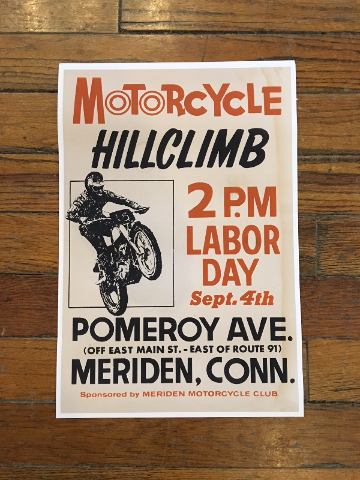 MOTORCYCLE
HILLCLIMB
2 P.M
LABOR
DAY
Sept. 4th
POMEROY AVE.
(OFF EAST MAIN ST. - EAST OF ROUTE 91)
MERIDEN, CONN.
Sponsored by MERIDEN MOTORCYCLE CLUB